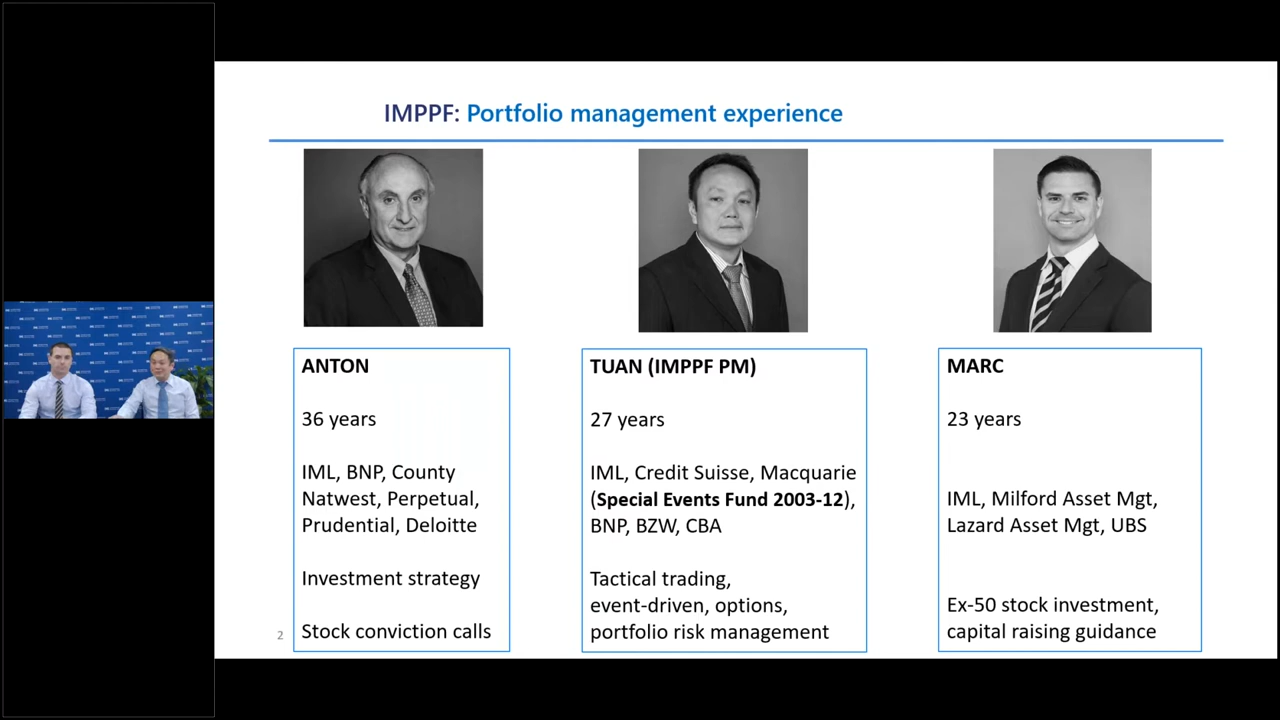 IMPPF: Portfolio management experience
ANTON
36 years
IML, BNP, County
Natwest, Perpetual,
Prudential, Deloitte
Investment strategy
Stock conviction calls
TUAN (IMPPF PM)
27 years
IML, Credit Suisse, Macquarie
(Special Events Fund 2003-12),
BNP, BZW, CBA
Tactical trading,
event-driven, options,
portfolio risk management
MARC
23 years
IML, Milford Asset Mgt,
Lazard Asset Mgt, UBS
Ex-50 stock investment,
capital raising guidance
2